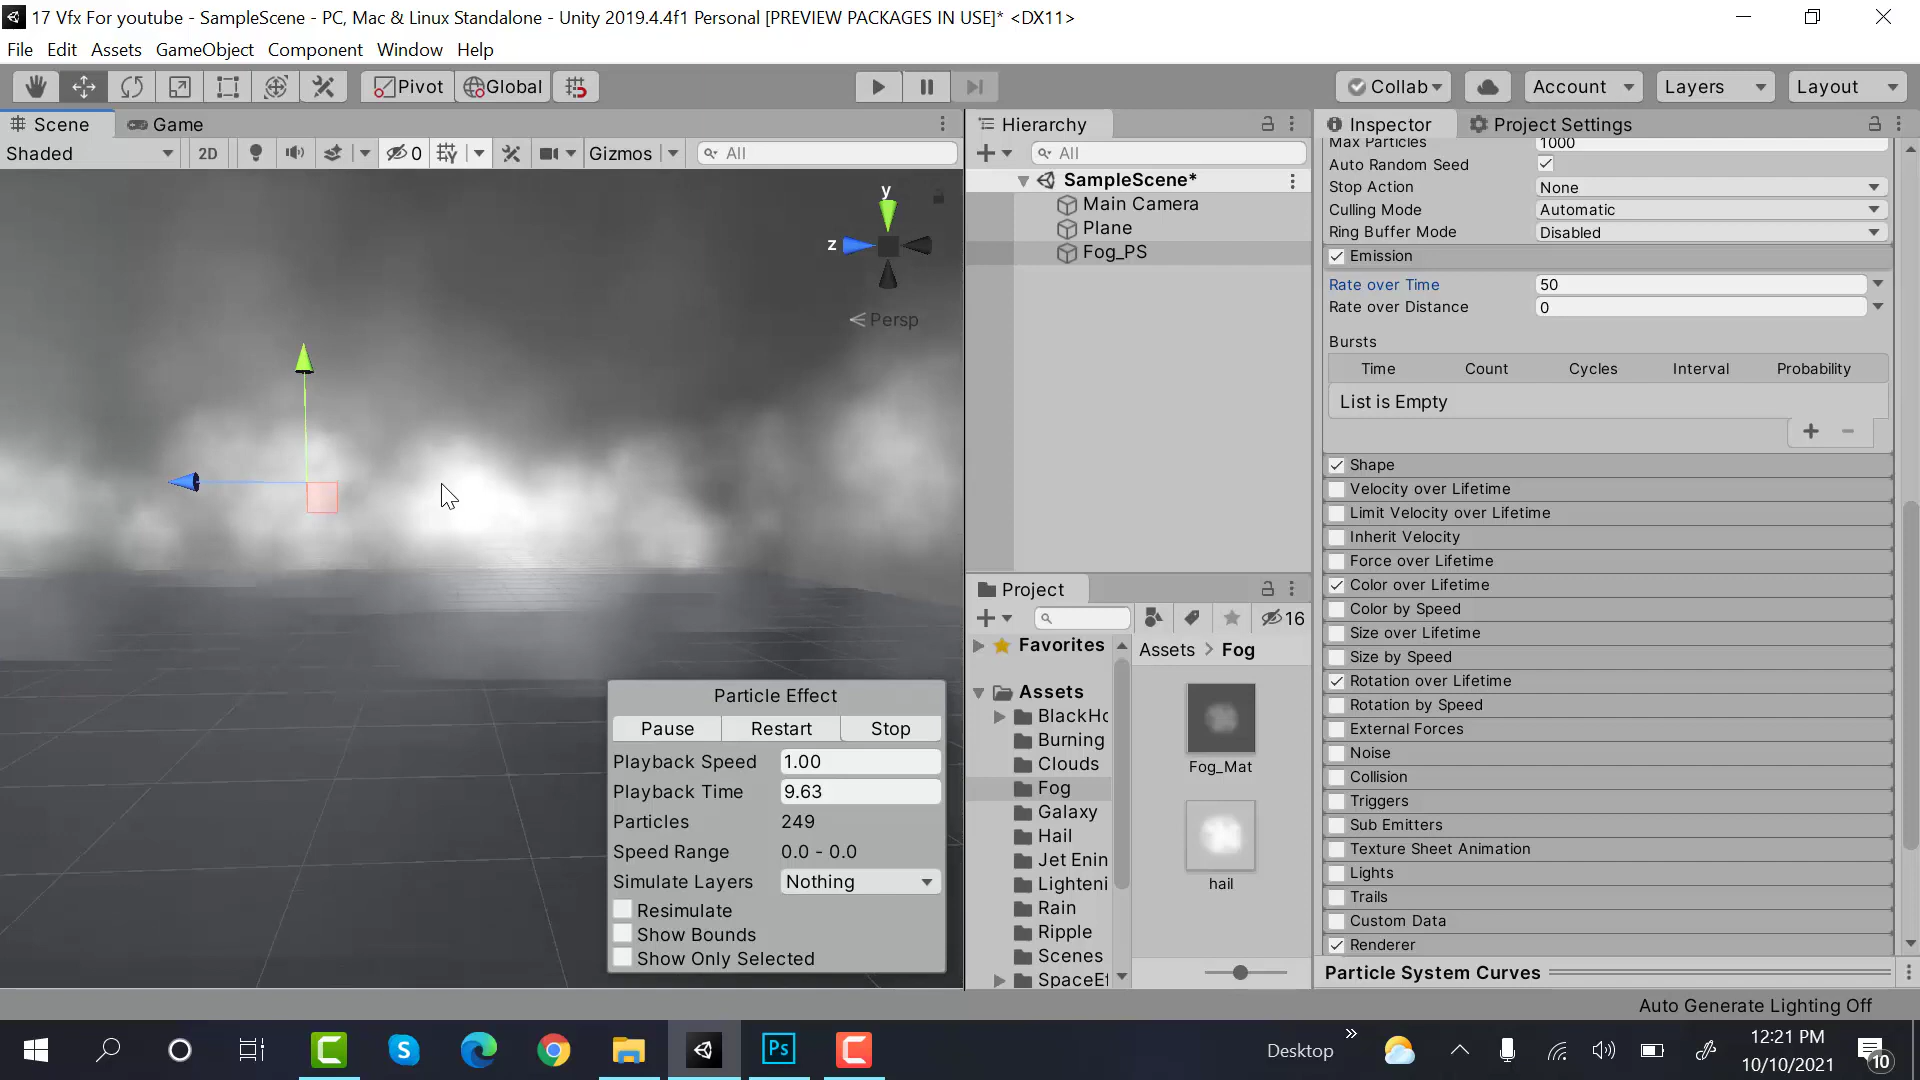 17 Vfx For youtube - SampleScene - PC, Mac & Linux Standalone - Unity 2019.4.4f1 Personal [PREVIEW PACKAGES IN USE]* <DX11>
File Edit Assets GameObject Component Window Help
Pivot Global Collab Account Layers Layout
Scene Game
Shaded 2D 0 Gizmos All
y
z
Persp
Particle Effect
Pause Restart Stop
Playback Speed 1.00
Playback Time 9.63
Particles 249
Speed Range 0.0 - 0.0
Simulate Layers Nothing
Resimulate
Show Bounds
Show Only Selected
Hierarchy
All
SampleScene*
Main Camera
Plane
Fog_PS
Project
16
Favorites
Assets
BlackHo
Burning
Clouds
Fog
Galaxy
Hail
Jet Enin
Lighteni
Rain
Ripple
Scenes
SpaceEf
Assets > Fog
Fog_Mat
hail
Inspector Project Settings
Max Particles 1000
Auto Random Seed
Stop Action None
Culling Mode Automatic
Ring Buffer Mode Disabled
Emission
Rate over Time 50
Rate over Distance 0
Bursts
Time Count Cycles Interval Probability
List is Empty
Shape
Velocity over Lifetime
Limit Velocity over Lifetime
Inherit Velocity
Force over Lifetime
Color over Lifetime
Color by Speed
Size over Lifetime
Size by Speed
Rotation over Lifetime
Rotation by Speed
External Forces
Noise
Collision
Triggers
Sub Emitters
Texture Sheet Animation
Lights
Trails
Custom Data
Renderer
Particle System Curves
Auto Generate Lighting Off
Ps
Desktop
12:21 PM
10/10/2021
10